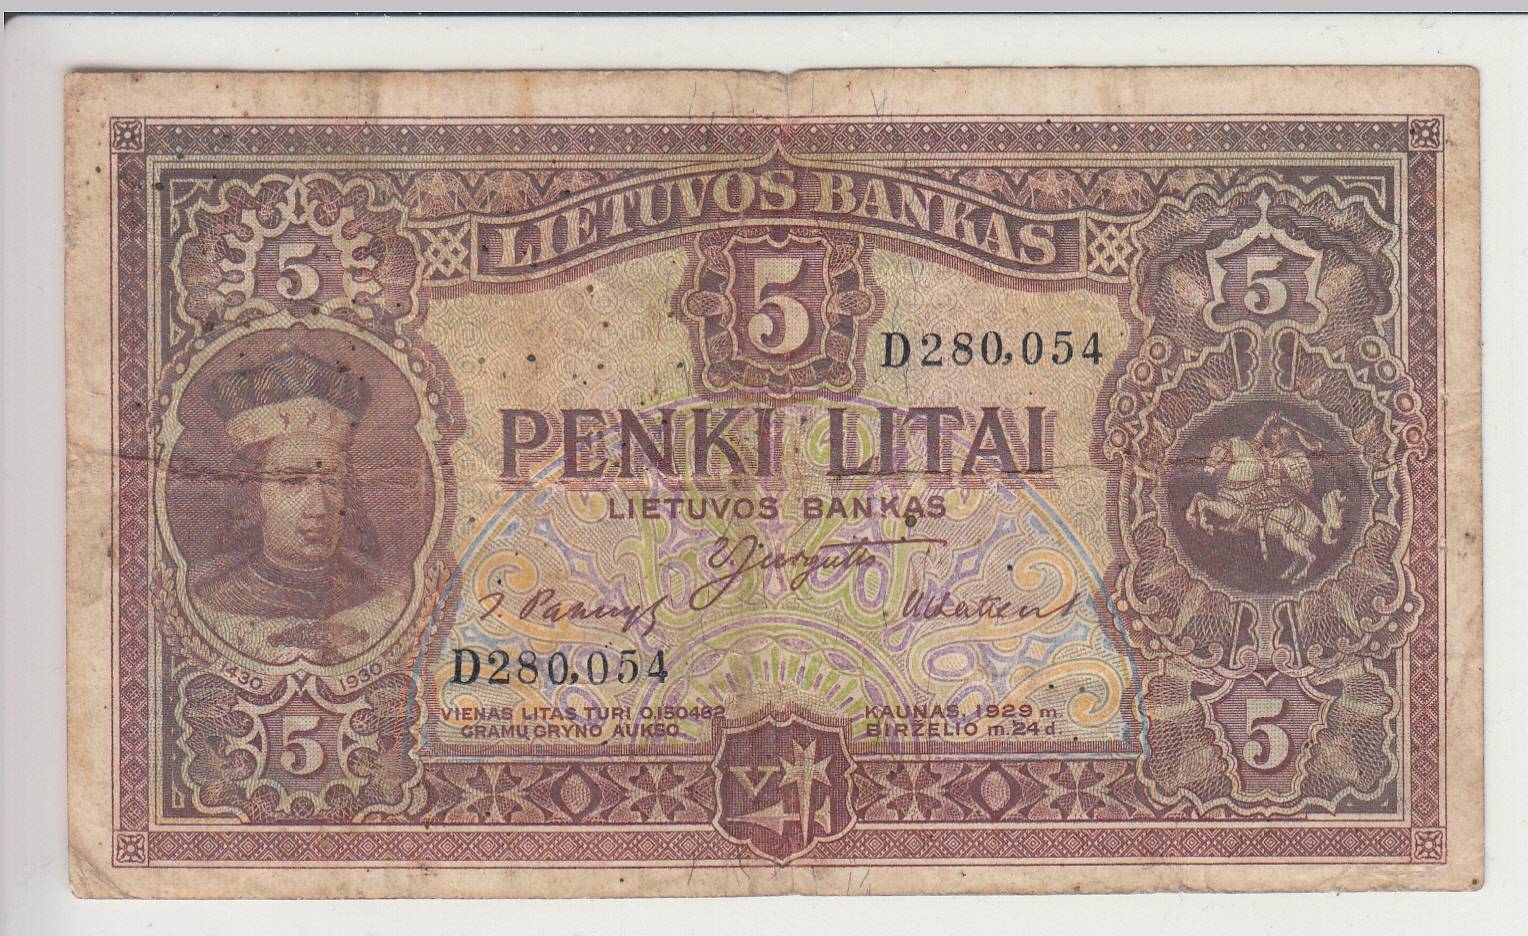 LIETUVOS BANKAS
5 5 5
D280,054
PENKI LITAI
LIETUVOS BANKAS
V. Jurgutis
D280,054
1430 1930
VIENAS LITAS TURI 0.150462
GRAMŲ GRYNO AUKSO
KAUNAS, 1929 m.
BIRŽELIO m. 24 d.
5 5